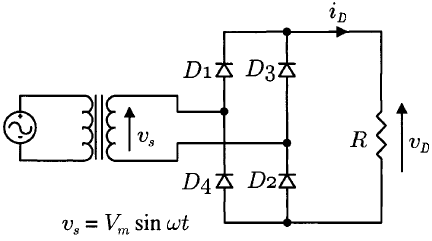 i_D
D1
D3
v_s
R
v_D
D4
D2
v_s = V_m sin ωt